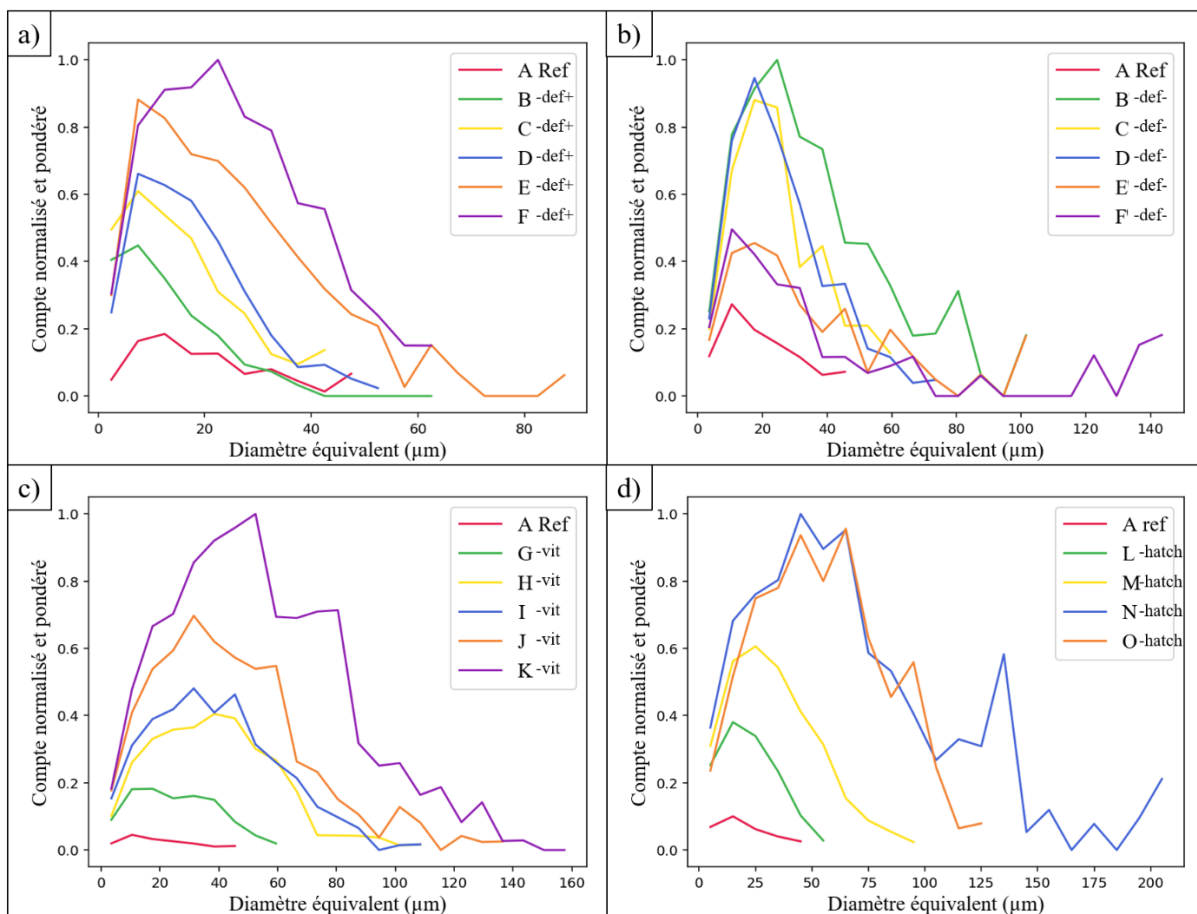 a)
Compte normalisé et pondéré
1.0
0.8
0.6
0.4
0.2
0.0
0 20 40 60 80
Diamètre équivalent (µm)
A Ref
B -def+
C -def+
D -def+
E -def+
F -def+
b)
Compte normalisé et pondéré
1.0
0.8
0.6
0.4
0.2
0.0
0 20 40 60 80 100 120 140
Diamètre équivalent (µm)
A Ref
B -def-
C -def-
D -def-
E' -def-
F' -def-
c)
Compte normalisé et pondéré
1.0
0.8
0.6
0.4
0.2
0.0
0 20 40 60 80 100 120 140 160
Diamètre équivalent (µm)
A Ref
G -vit
H -vit
I -vit
J -vit
K -vit
d)
Compte normalisé et pondéré
1.0
0.8
0.6
0.4
0.2
0.0
0 25 50 75 100 125 150 175 200
Diamètre équivalent (µm)
A ref
L -hatch
M -hatch
N -hatch
O -hatch